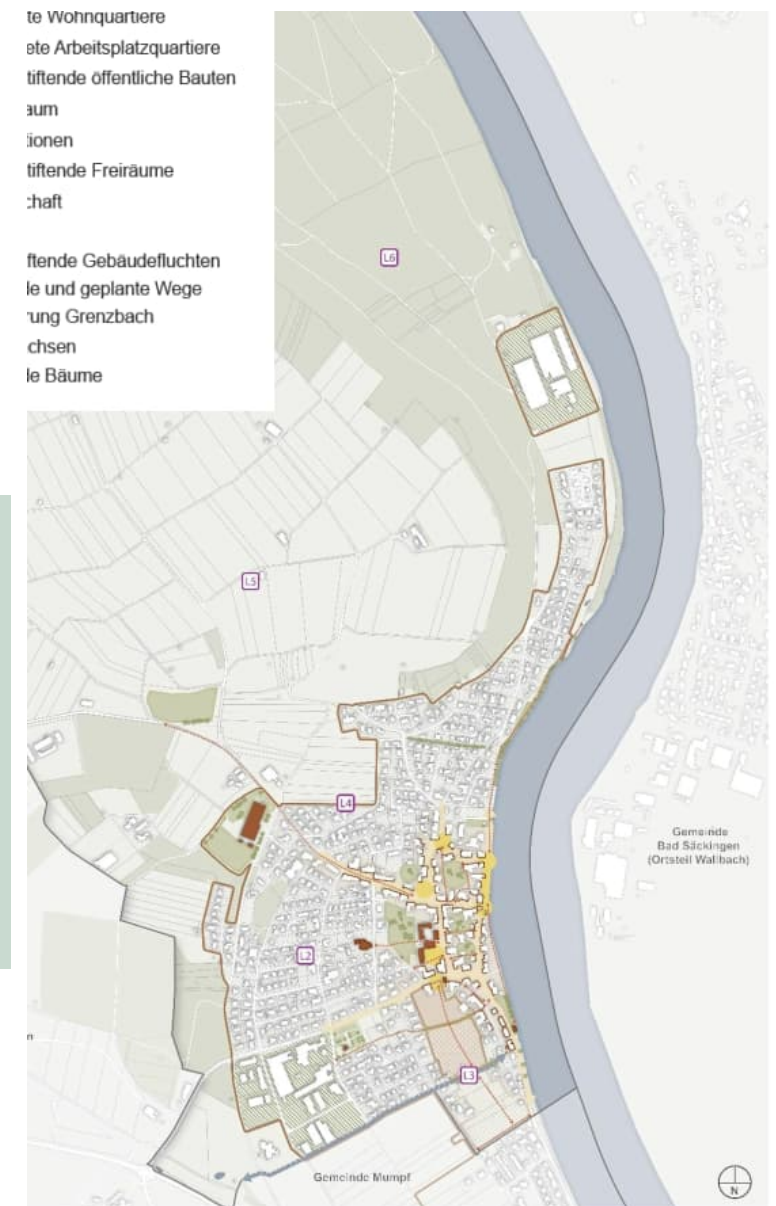 te Wohnquartiere
ete Arbeitsplatzquartiere
tiftende öffentliche Bauten
aum
tionen
tiftende Freiräume
chaft
ftende Gebäudefluchten
le und geplante Wege
rung Grenzbach
chsen
le Bäume
L6
L5
L4
Gemeinde
Bad Säckingen
(Ortsteil Wallbach)
L2
n
L3
Gemeinde Mumpf
N